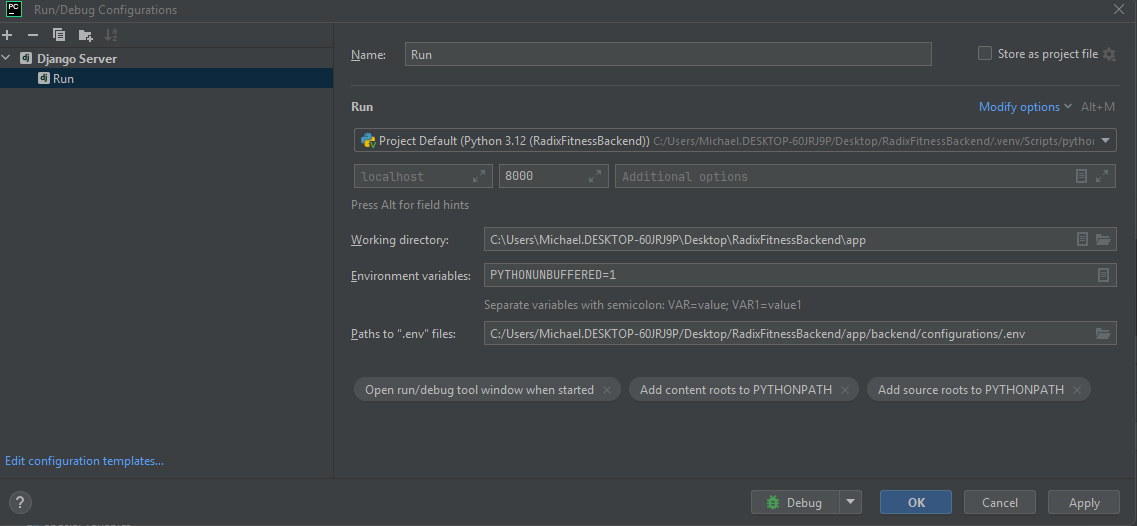 PC
Run/Debug Configurations
Django Server
Run
Edit configuration templates...
Name:
Run
Store as project file
Run
Modify options
Alt+M
Project Default (Python 3.12 (RadixFitnessBackend)) C:/Users/Michael.DESKTOP-60JRJ9P/Desktop/RadixFitnessBackend/.venv/Scripts/python
localhost
8000
Additional options
Press Alt for field hints
Working directory:
C:\Users\Michael.DESKTOP-60JRJ9P\Desktop\RadixFitnessBackend\app
Environment variables:
PYTHONUNBUFFERED=1
Separate variables with semicolon: VAR=value; VAR1=value1
Paths to ".env" files:
C:/Users/Michael.DESKTOP-60JRJ9P/Desktop/RadixFitnessBackend/app/backend/configurations/.env
Open run/debug tool window when started
Add content roots to PYTHONPATH
Add source roots to PYTHONPATH
?
Debug
OK
Cancel
Apply